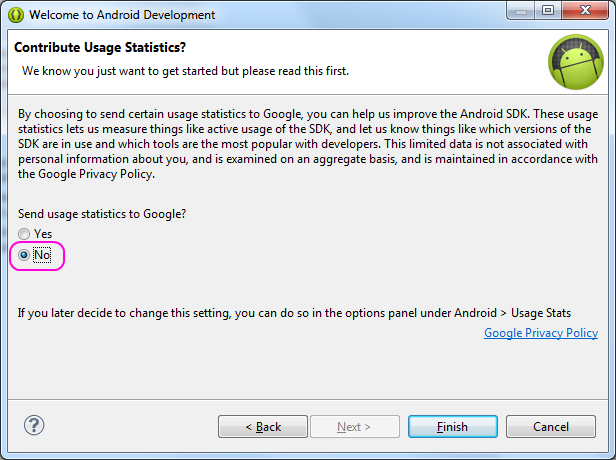 Welcome to Android Development
Contribute Usage Statistics?
We know you just want to get started but please read this first.
By choosing to send certain usage statistics to Google, you can help us improve the Android SDK. These usage
statistics lets us measure things like active usage of the SDK, and let us know things like which versions of the
SDK are in use and which tools are the most popular with developers. This limited data is not associated with
personal information about you, and is examined on an aggregate basis, and is maintained in accordance with
the Google Privacy Policy.
Send usage statistics to Google?
Yes
No
If you later decide to change this setting, you can do so in the options panel under Android > Usage Stats
Google Privacy Policy
? < Back Next > Finish Cancel